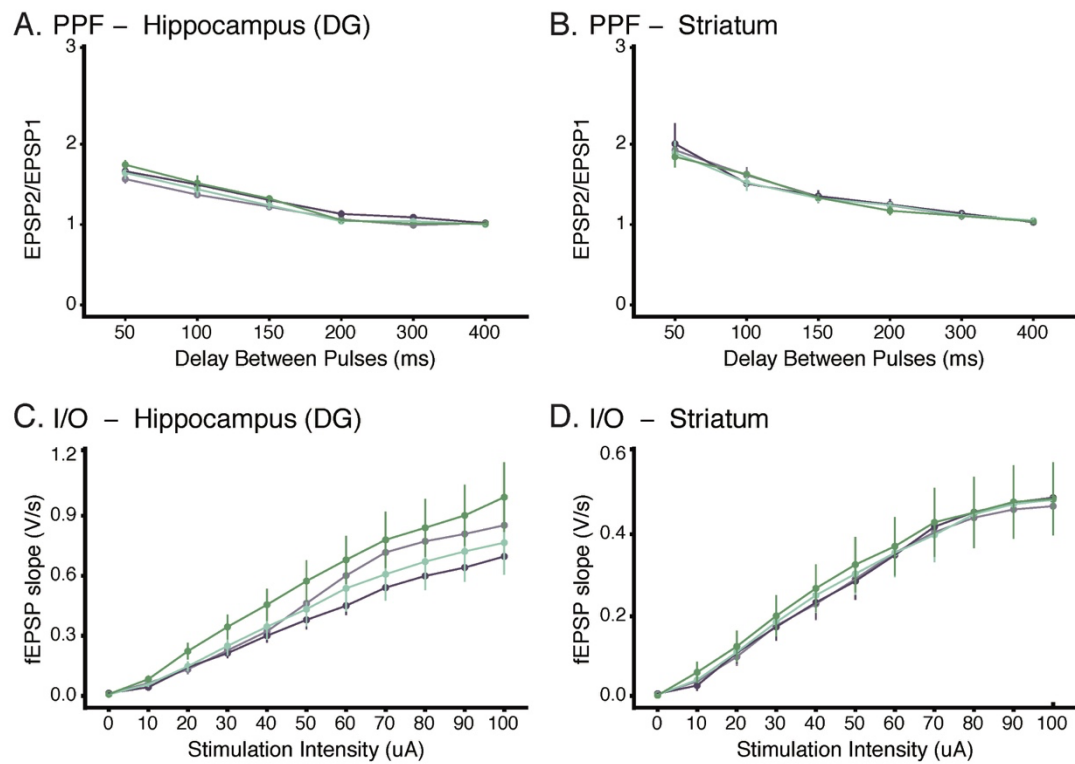 A. PPF – Hippocampus (DG)
3
2
1
0
EPSP2/EPSP1
50 100 150 200 300 400
Delay Between Pulses (ms)
B. PPF – Striatum
3
2
1
0
EPSP2/EPSP1
50 100 150 200 300 400
Delay Between Pulses (ms)
C. I/O – Hippocampus (DG)
1.2
0.9
0.6
0.3
0.0
fEPSP slope (V/s)
0 10 20 30 40 50 60 70 80 90 100
Stimulation Intensity (uA)
D. I/O – Striatum
0.6
0.4
0.2
0.0
fEPSP slope (V/s)
0 10 20 30 40 50 60 70 80 90 100
Stimulation Intensity (uA)